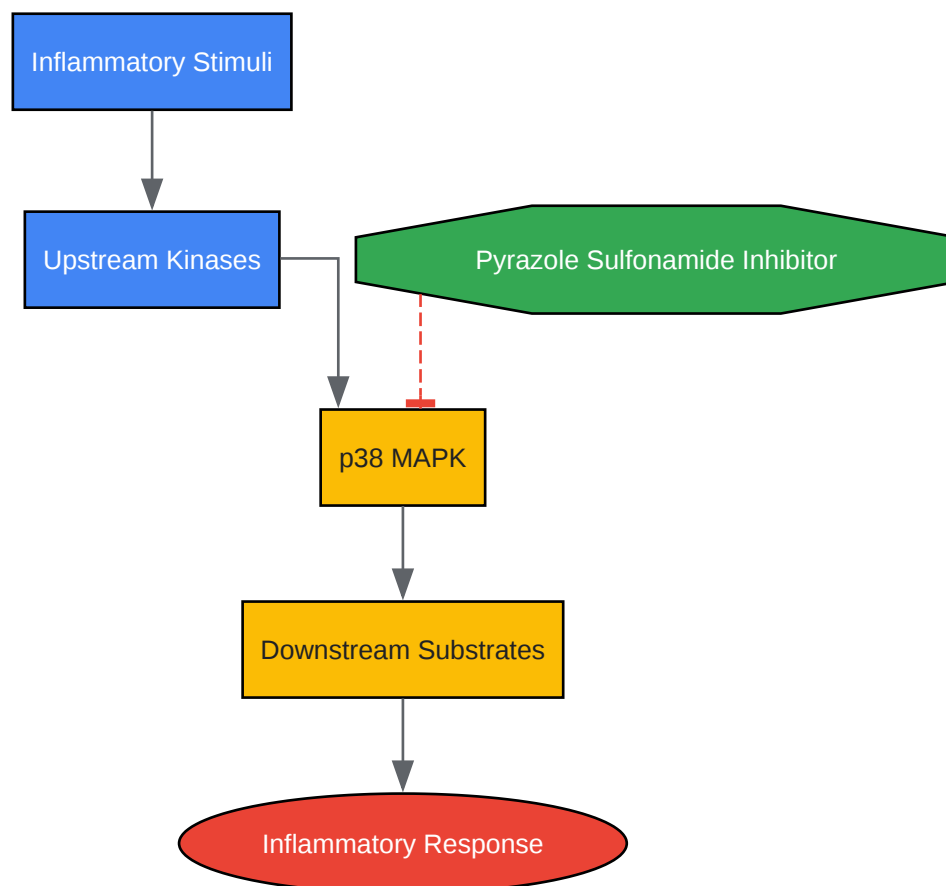 Inflammatory Stimuli
Upstream Kinases
Pyrazole Sulfonamide Inhibitor
p38 MAPK
Downstream Substrates
Inflammatory Response